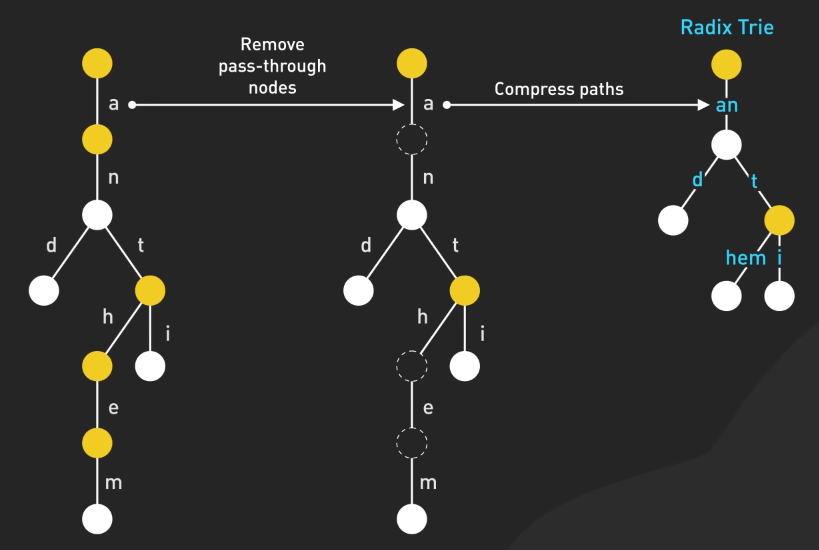 Radix Trie
Remove
pass-through
nodes
Compress paths
a
a
an
n
n
d
t
d
t
d
t
h
i
h
i
hem
i
e
e
m
m